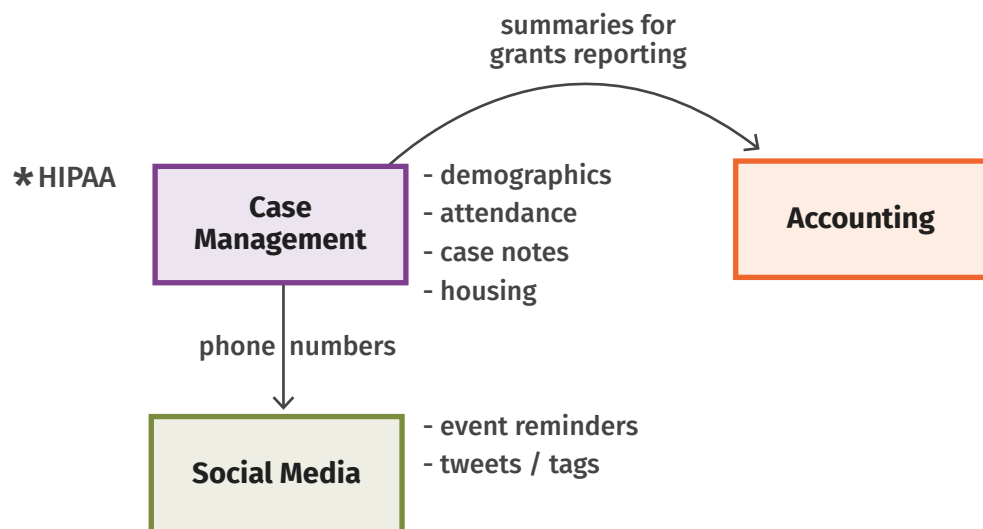 summaries for
grants reporting
* HIPAA
Case
Management
- demographics
- attendance
- case notes
- housing
Accounting
phone numbers
Social Media
- event reminders
- tweets / tags